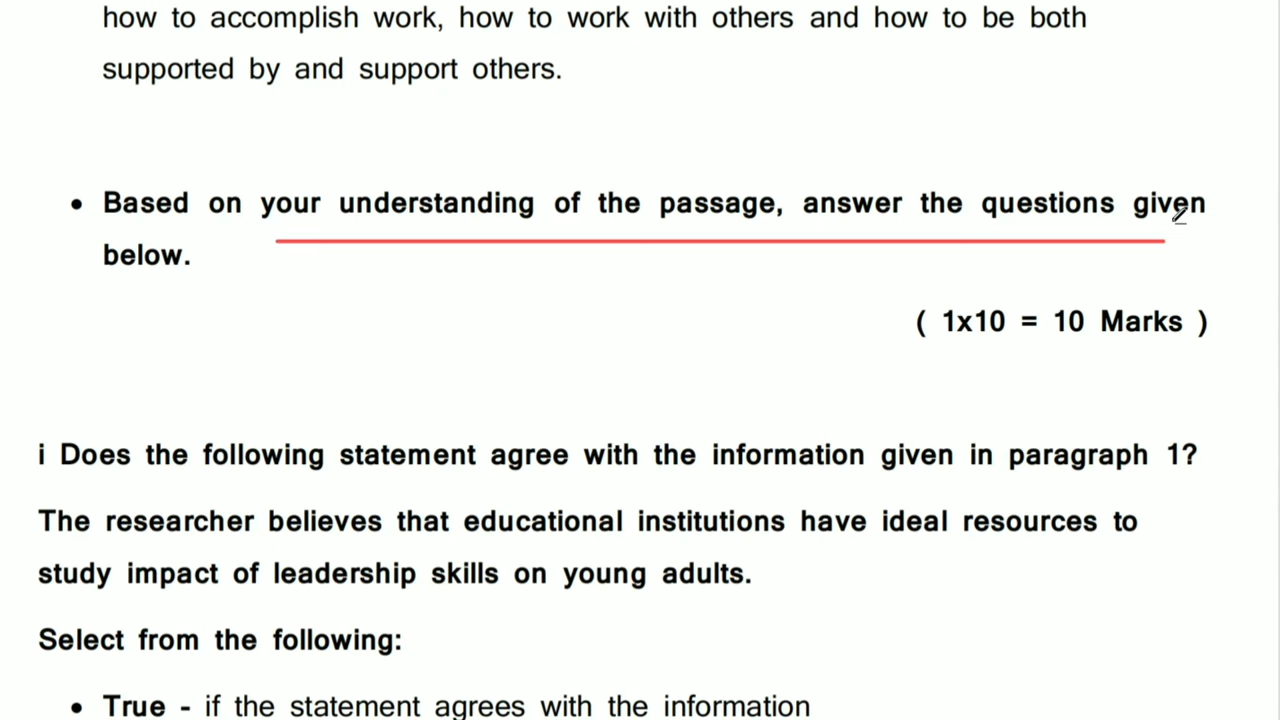 how to accomplish work, how to work with others and how to be both
supported by and support others.
• Based on your understanding of the passage, answer the questions given
below.
( 1x10 = 10 Marks )
i Does the following statement agree with the information given in paragraph 1?
The researcher believes that educational institutions have ideal resources to
study impact of leadership skills on young adults.
Select from the following:
• True - if the statement agrees with the information